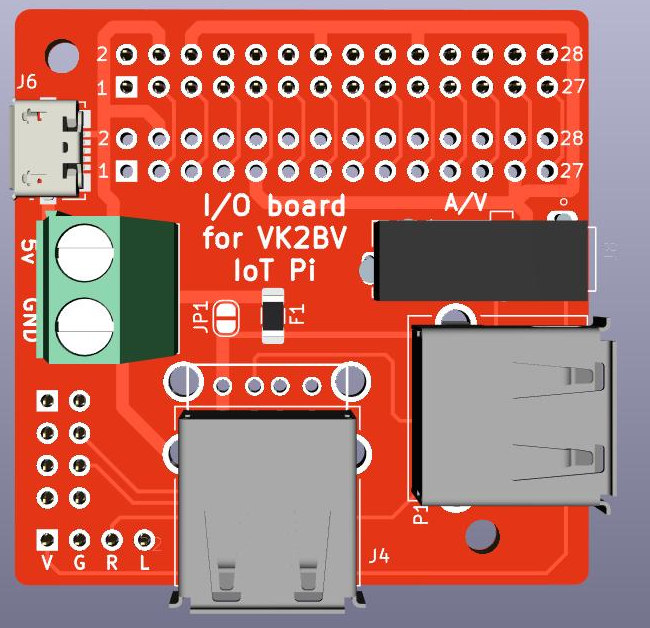 2 28
J6
1 27
2 28
1 27
I/O board
for VK2BV
IoT Pi
A/V
5v
GND
JP1
F1
P1
J4
V G R L